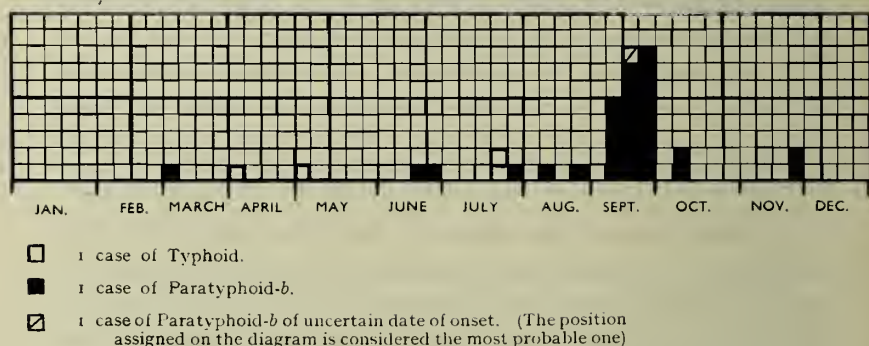 JAN. FEB. MARCH APRIL MAY JUNE JULY AUG. SEPT. OCT. NOV. DEC.
1 case of Typhoid.
1 case of Paratyphoid-b.
1 case of Paratyphoid-b of uncertain date of onset. (The position
assigned on the diagram is considered the most probable one)